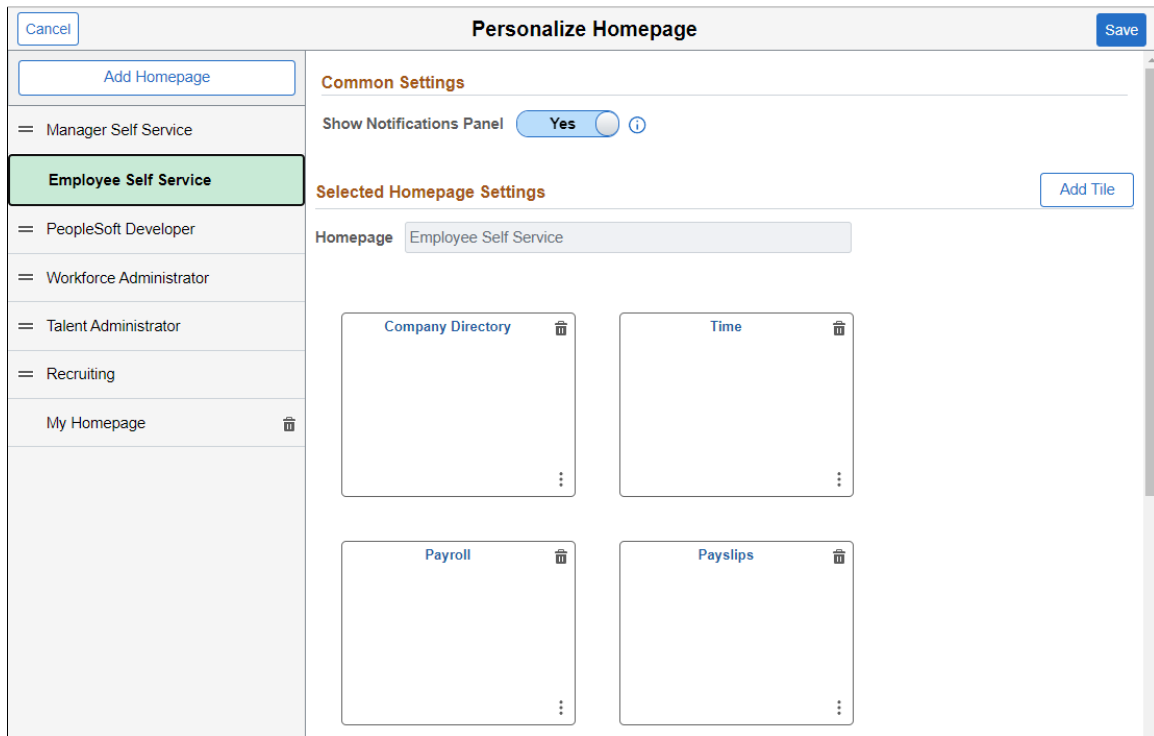 Cancel
Personalize Homepage
Save
Add Homepage
Manager Self Service
Employee Self Service
PeopleSoft Developer
Workforce Administrator
Talent Administrator
Recruiting
My Homepage
Common Settings
Show Notifications Panel Yes
Selected Homepage Settings
Add Tile
Homepage Employee Self Service
Company Directory
Time
Payroll
Payslips